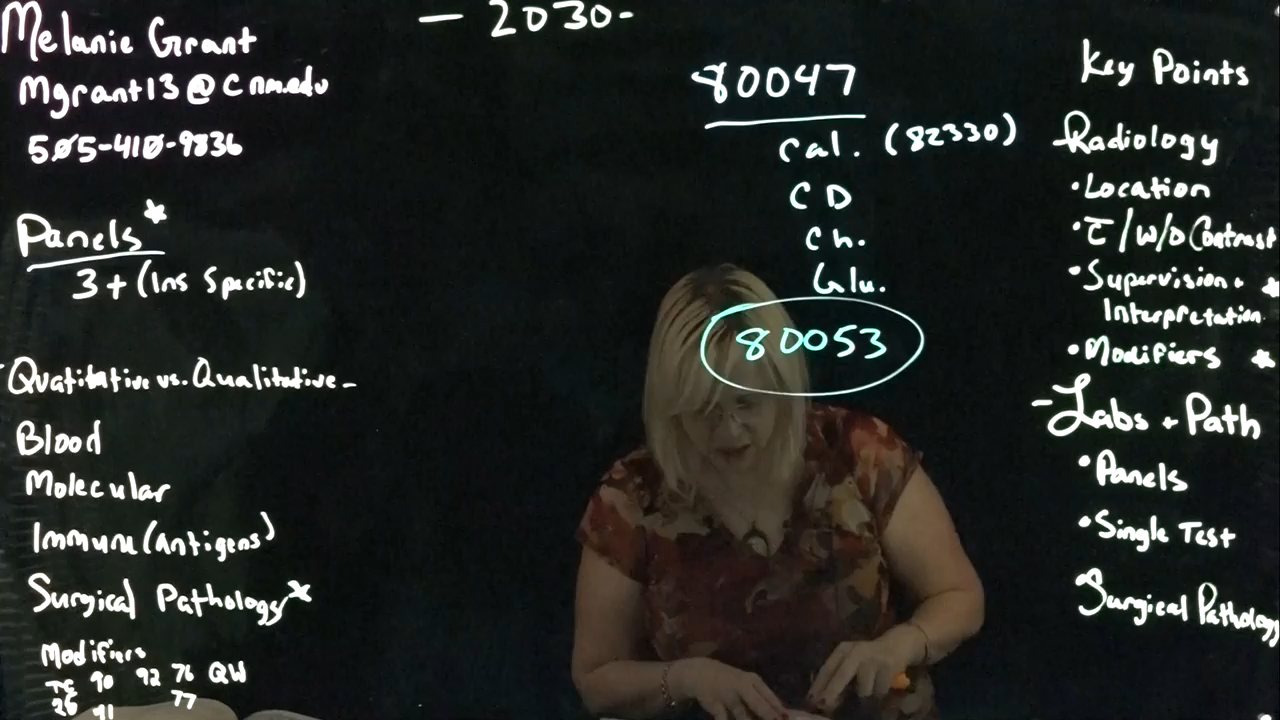 Melanie Grant
Mgrant13@cnm.edu
505-410-9836
Panels*
3+ (Ins Specific)
Quatitative vs. Qualitative-
Blood
Molecular
Immune (antigens)
Surgical Pathology*
Modifiers
TC 90 92 76 QW
26 91 77
- 2030-
80047
Cal. (82330)
CD
Ch.
Glu.
80053
Key Points
Radiology
• Location
• C̄/W/O Contrast
• Supervision + *
Interpretation
• Modifiers *
- Labs + Path
• Panels
• Single Test
• Surgical Pathology